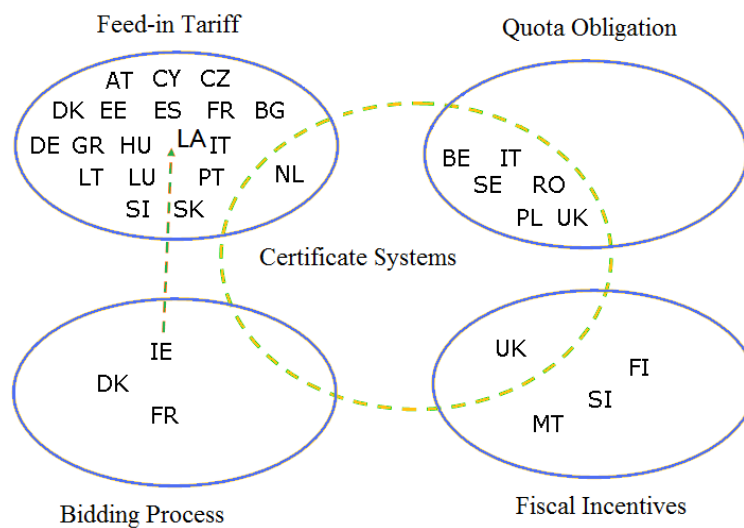 Feed-in Tariff
Quota Obligation
AT CY CZ
DK EE ES FR BG
DE GR HU LA IT
LT LU PT NL
SI SK
BE IT
SE RO
PL UK
Certificate Systems
IE
DK
FR
UK
FI
SI
MT
Bidding Process
Fiscal Incentives